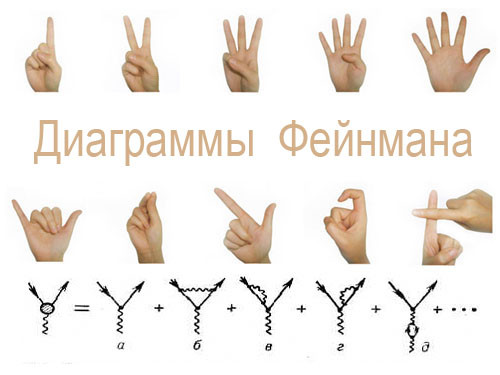 Диаграммы Фейнмана
= + + + + ...
а б в г д